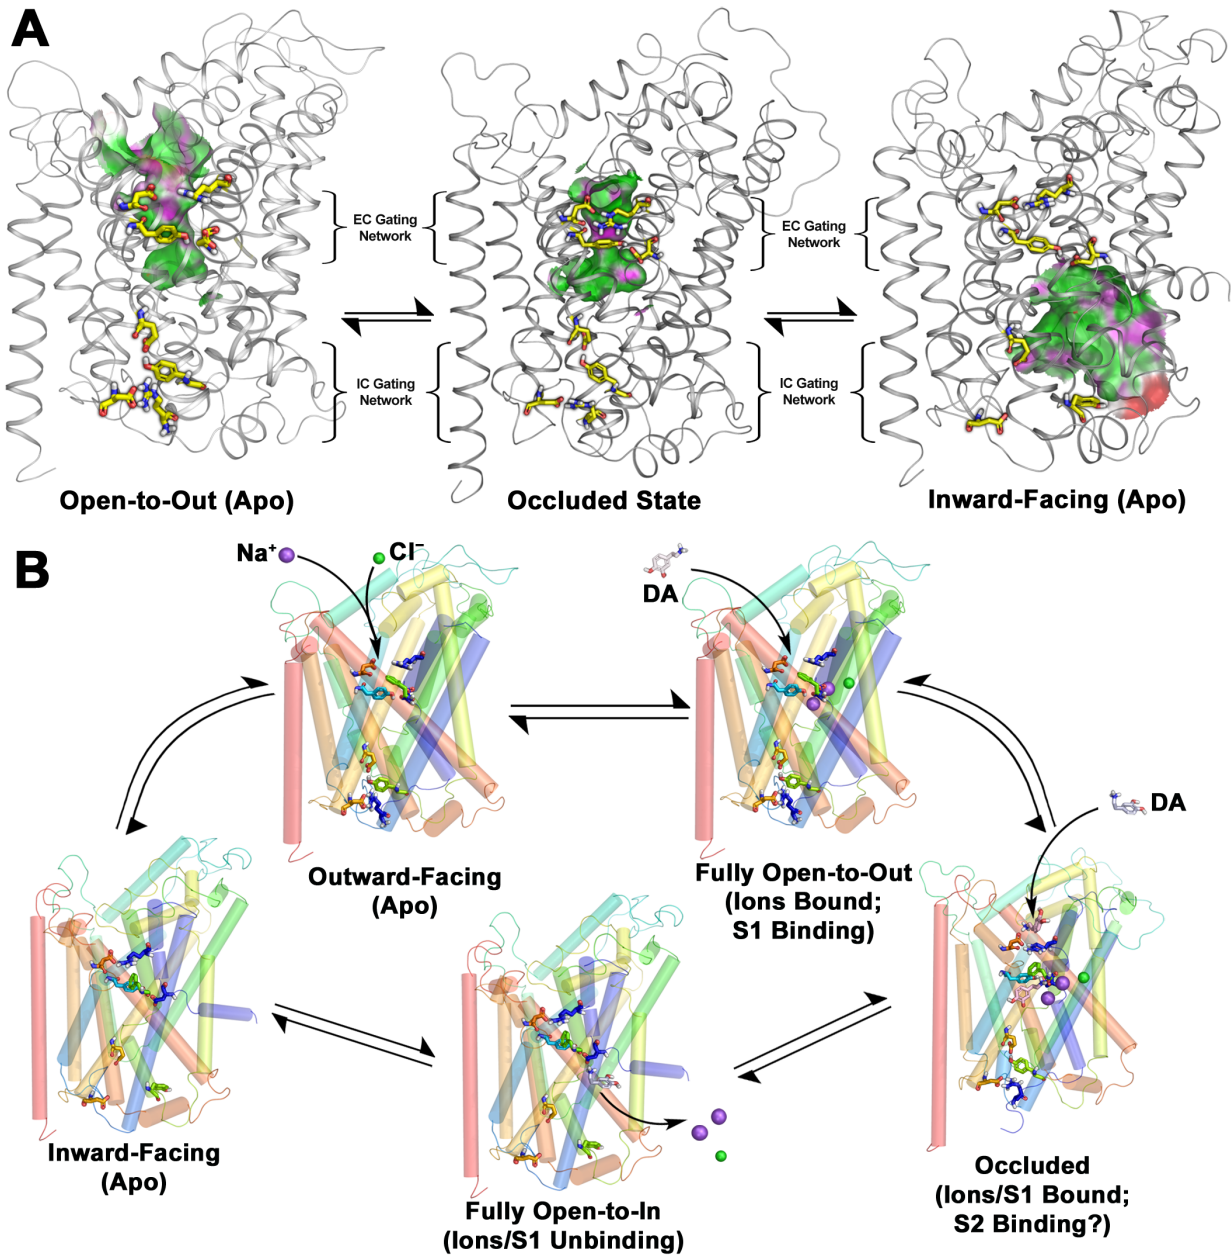 A
EC Gating
Network
EC Gating
Network
IC Gating
Network
IC Gating
Network
Open-to-Out (Apo)
Occluded State
Inward-Facing (Apo)
B
Na⁺
Cl⁻
DA
DA
Outward-Facing
(Apo)
Fully Open-to-Out
(Ions Bound;
S1 Binding)
Inward-Facing
(Apo)
Fully Open-to-In
(Ions/S1 Unbinding)
Occluded
(Ions/S1 Bound;
S2 Binding?)